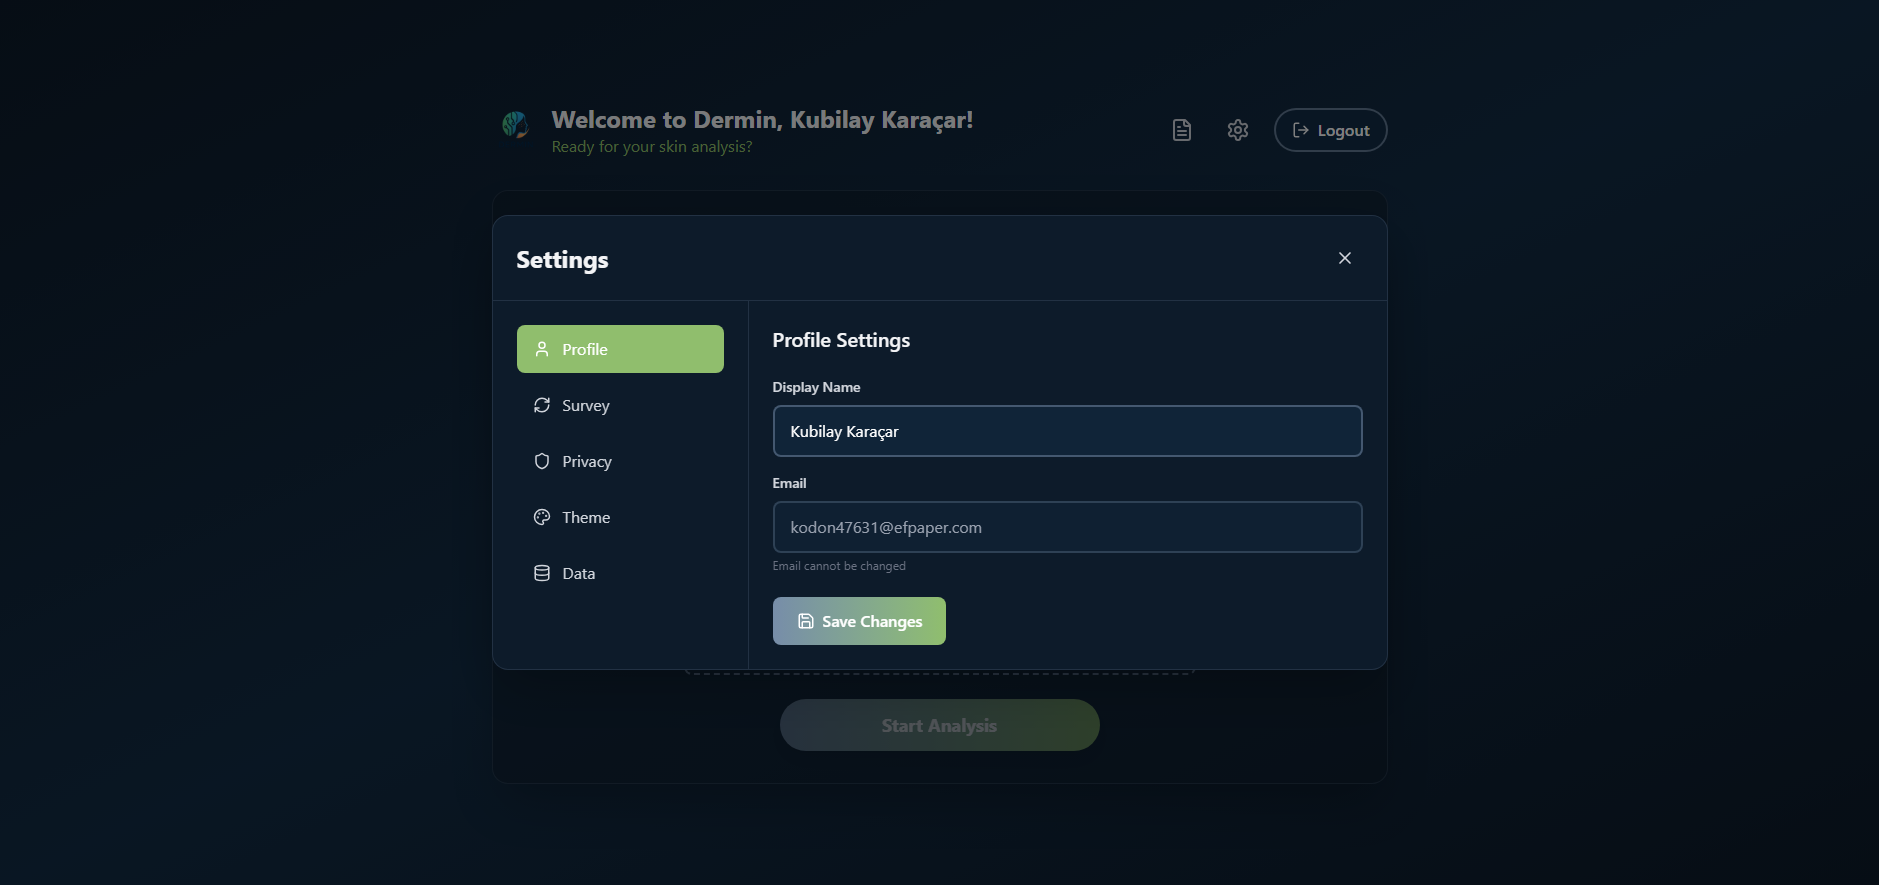 Welcome to Dermin, Kubilay Karaçar!
Ready for your skin analysis?
Logout
Settings
Profile
Survey
Privacy
Theme
Data
Profile Settings
Display Name
Kubilay Karaçar
Email
kodon47631@efpaper.com
Email cannot be changed
Save Changes
Start Analysis